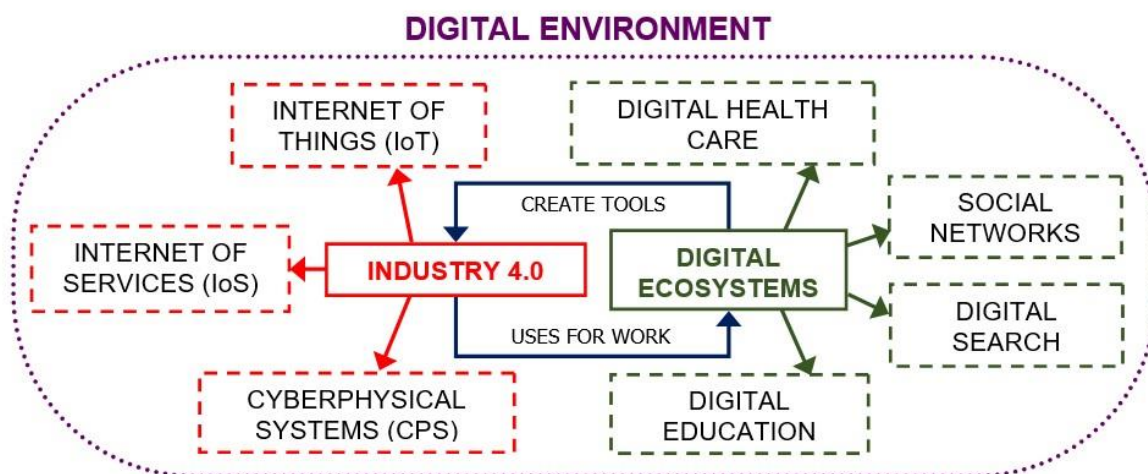 DIGITAL ENVIRONMENT
INTERNET OF
THINGS (IoT)
DIGITAL HEALTH
CARE
CREATE TOOLS
SOCIAL
NETWORKS
INTERNET OF
SERVICES (IoS)
INDUSTRY 4.0
DIGITAL
ECOSYSTEMS
DIGITAL
SEARCH
USES FOR WORK
CYBERPHYSICAL
SYSTEMS (CPS)
DIGITAL
EDUCATION